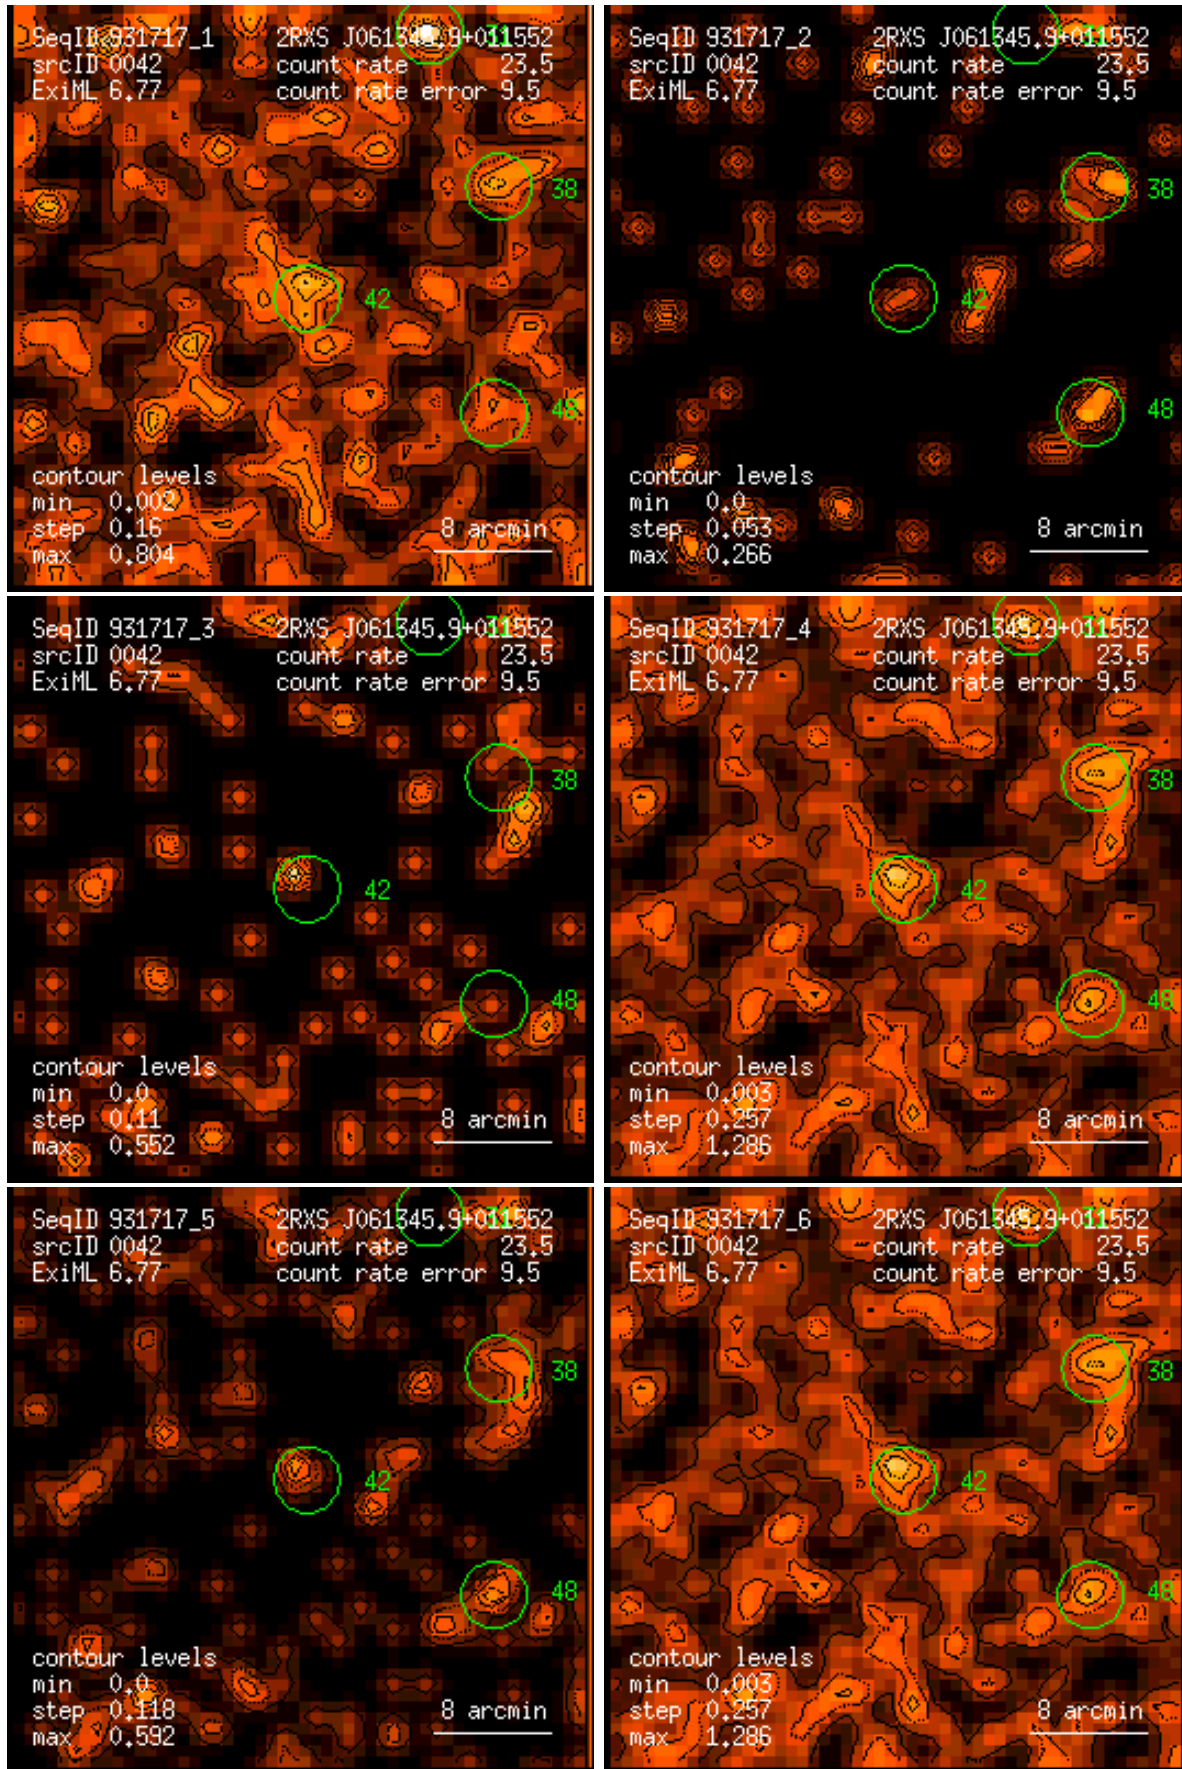 SeqID 931717_1 2RXS J061345.9+011552
srcID 0042 count rate 23.5
ExiML 6.77 count rate error 9.5
38
42
48
contour levels
min 0.002
step 0.16 8 arcmin
max 0.804
SeqID 931717_2 2RXS J061345.9+011552
srcID 0042 count rate 23.5
ExiML 6.77 count rate error 9.5
38
42
48
contour levels
min 0.0
step 0.053 8 arcmin
max 0.266
SeqID 931717_3 2RXS J061345.9+011552
srcID 0042 count rate 23.5
ExiML 6.77 count rate error 9.5
38
42
48
contour levels
min 0.0
step 0.11 8 arcmin
max 0.552
SeqID 931717_4 2RXS J061345.9+011552
srcID 0042 count rate 23.5
ExiML 6.77 count rate error 9.5
38
42
48
contour levels
min 0.003
step 0.257 8 arcmin
max 1.286
SeqID 931717_5 2RXS J061345.9+011552
srcID 0042 count rate 23.5
ExiML 6.77 count rate error 9.5
38
42
48
contour levels
min 0.0
step 0.118 8 arcmin
max 0.592
SeqID 931717_6 2RXS J061345.9+011552
srcID 0042 count rate 23.5
ExiML 6.77 count rate error 9.5
38
42
48
contour levels
min 0.003
step 0.257 8 arcmin
max 1.286